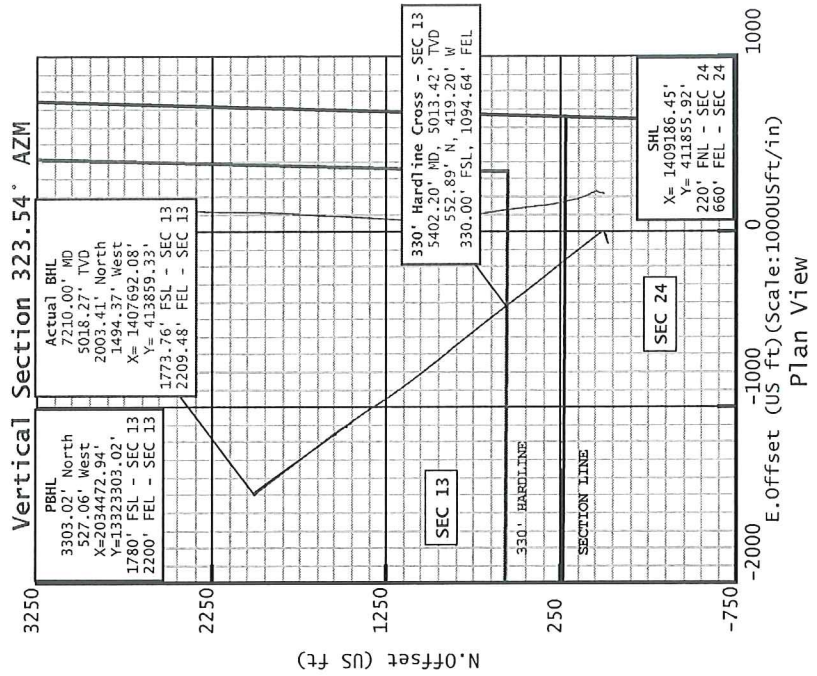 Vertical Section 323.54° AZM
PBHL
3303.02' North
527.06' West
X=2034472.94'
Y=13323303.02'
1780' FSL - SEC 13
2200' FEL - SEC 13
Actual BHL
7210.00' MD
5018.27' TVD
2003.41' North
1494.37' West
X= 1407692.08'
Y= 413859.33'
1773.76' FSL - SEC 13
2209.48' FEL - SEC 13
330' Hardline Cross - SEC 13
5402.20' MD, 5013.42' TVD
552.89' N, 419.20' W
330.00' FSL, 1094.64' FEL
SHL
X= 1409186.45'
Y= 411855.92'
220' FNL - SEC 24
660' FEL - SEC 24
SEC 13
330' HARDLINE
SECTION LINE
SEC 24
3250
2250
1250
250
-750
N.Offset (US ft)
-2000
-1000
0
1000
E.Offset (US ft)(Scale:1000USft/in)
Plan View